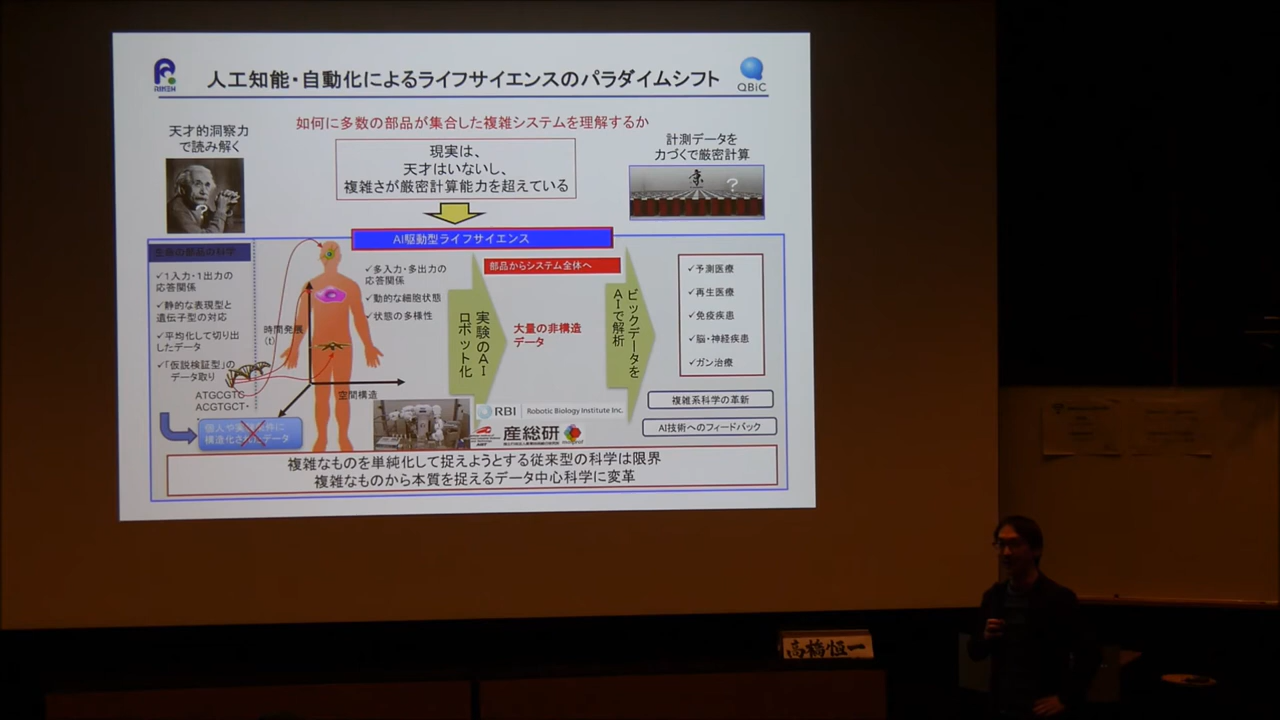 人工知能・自動化によるライフサイエンスのパラダイムシフト
RIKEN
QBiC
如何に多数の部品が集合した複雑システムを理解するか
天才的洞察力
で読み解く
?
現実は、
天才はいないし、
複雑さが厳密計算能力を超えている
計測データを
力づくで厳密計算
京
?
AI駆動型ライフサイエンス
生命の部品の科学
✓1入力・1出力の
応答関係
✓静的な表現型と
遺伝子型の対応
✓平均化して切り出
したデータ
✓「仮説検証型」の
データ取り
ATGCGTC
ACGTGCT・
個人や実験条件に
構造化されたデータ
時間発展
(t)
空間構造
✓多入力・多出力の
応答関係
✓動的な細胞状態
✓状態の多様性
実験のAI
ロボット化
部品からシステム全体へ
大量の非構造
データ
ビックデータを
AIで解析
✓予測医療
✓再生医療
✓免疫疾患
✓脳・神経疾患
✓ガン治療
複雑系科学の革新
AI技術へのフィードバック
RBI Robotic Biology Institute Inc.
産総研
複雑なものを単純化して捉えようとする従来型の科学は限界
複雑なものから本質を捉えるデータ中心科学に変革
高橋恒一